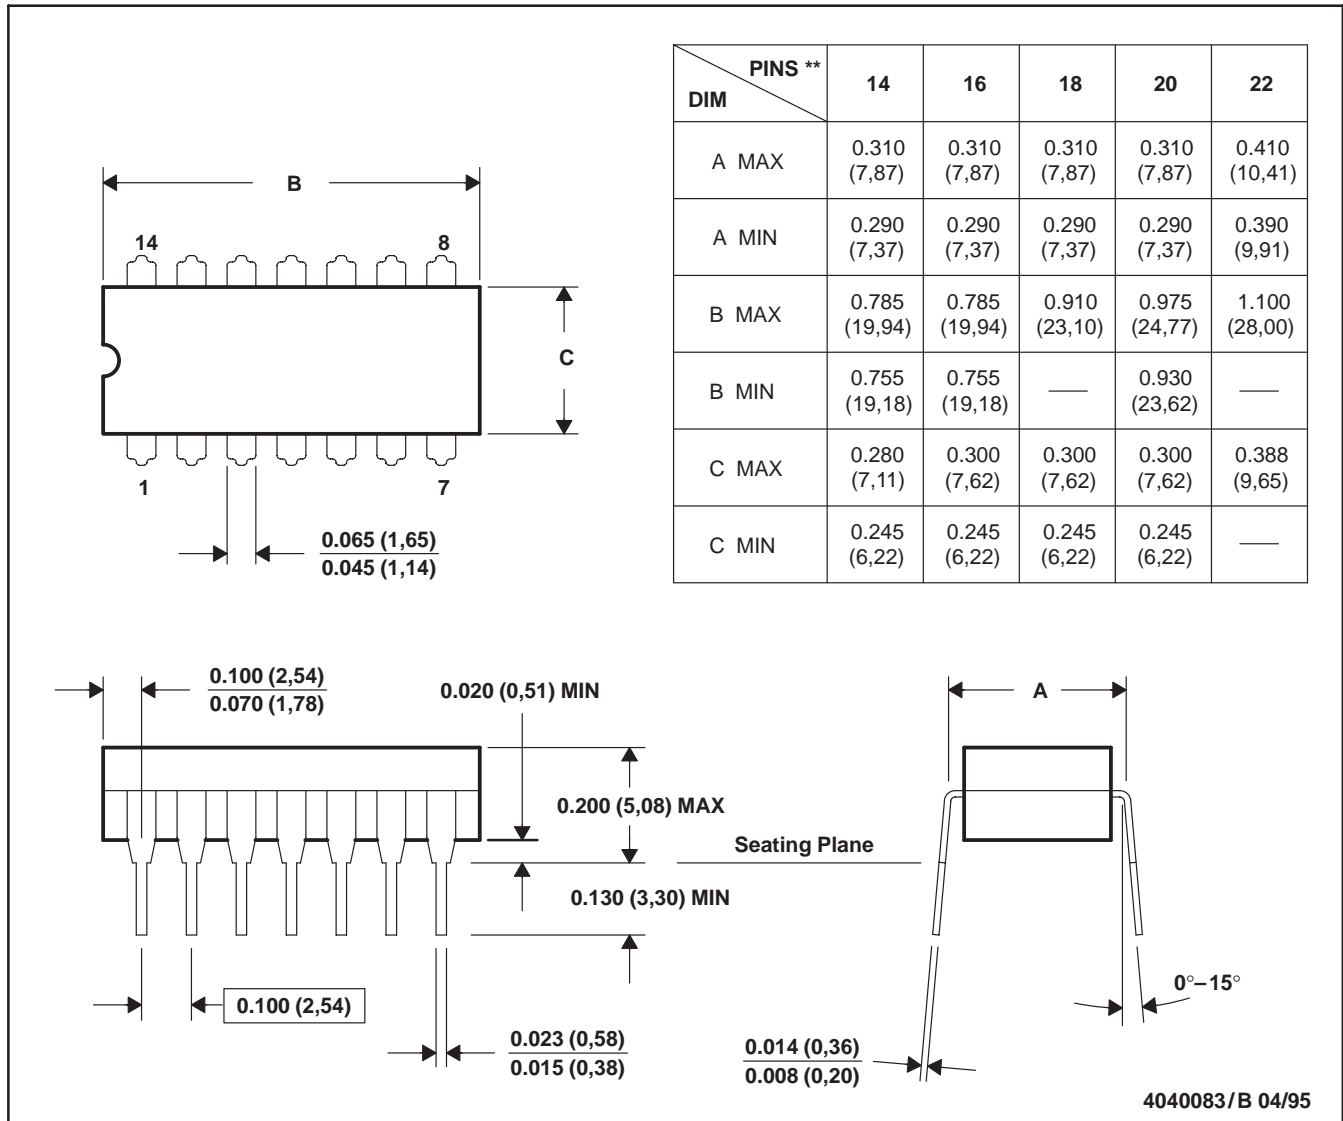 PINS **
DIM
14 16 18 20 22
A MAX
0.310 0.310 0.310 0.310 0.410
(7,87) (7,87) (7,87) (7,87) (10,41)
A MIN
0.290 0.290 0.290 0.290 0.390
(7,37) (7,37) (7,37) (7,37) (9,91)
B MAX
0.785 0.785 0.910 0.975 1.100
(19,94) (19,94) (23,10) (24,77) (28,00)
B MIN
0.755 0.755 — 0.930 —
(19,18) (19,18) (23,62)
C MAX
0.280 0.300 0.300 0.300 0.388
(7,11) (7,62) (7,62) (7,62) (9,65)
C MIN
0.245 0.245 0.245 0.245 —
(6,22) (6,22) (6,22) (6,22)
B
14 8
C
1 7
0.065 (1,65)
0.045 (1,14)
0.100 (2,54)
0.070 (1,78)
0.020 (0,51) MIN
0.200 (5,08) MAX
Seating Plane
0.130 (3,30) MIN
0.100 (2,54)
0.023 (0,58)
0.015 (0,38)
A
0°–15°
0.014 (0,36)
0.008 (0,20)
4040083/B 04/95